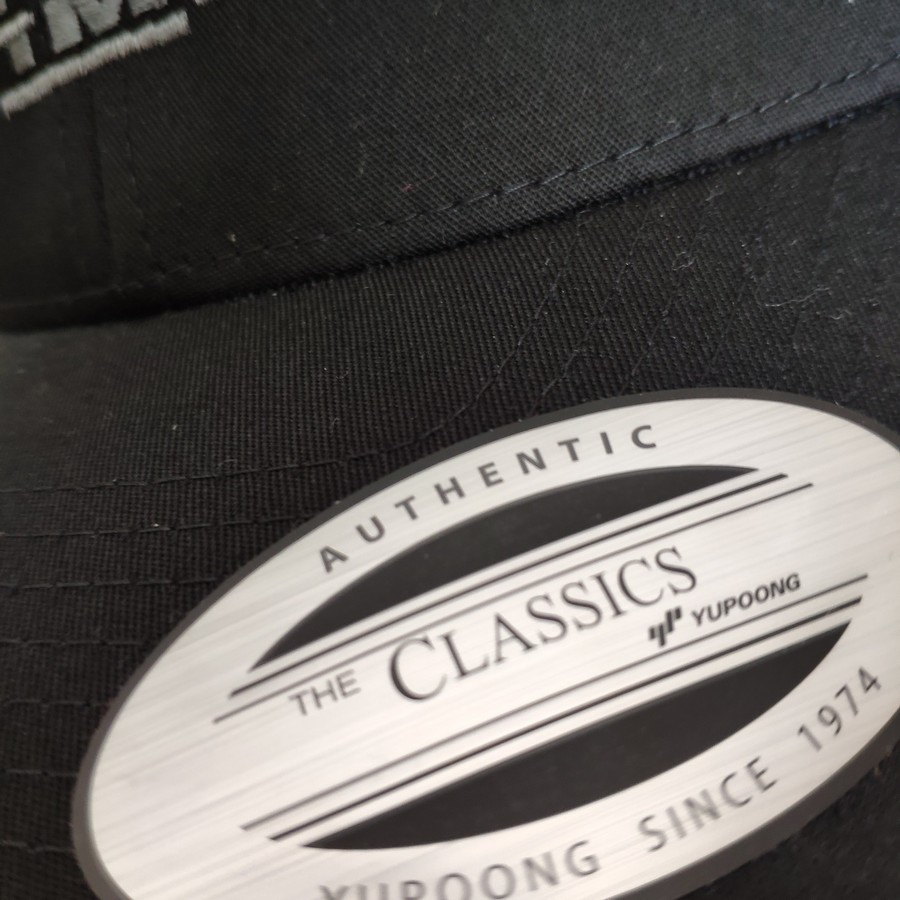 AUTHENTIC
THE CLASSICS
YUPOONG
YUPOONG SINCE 1974